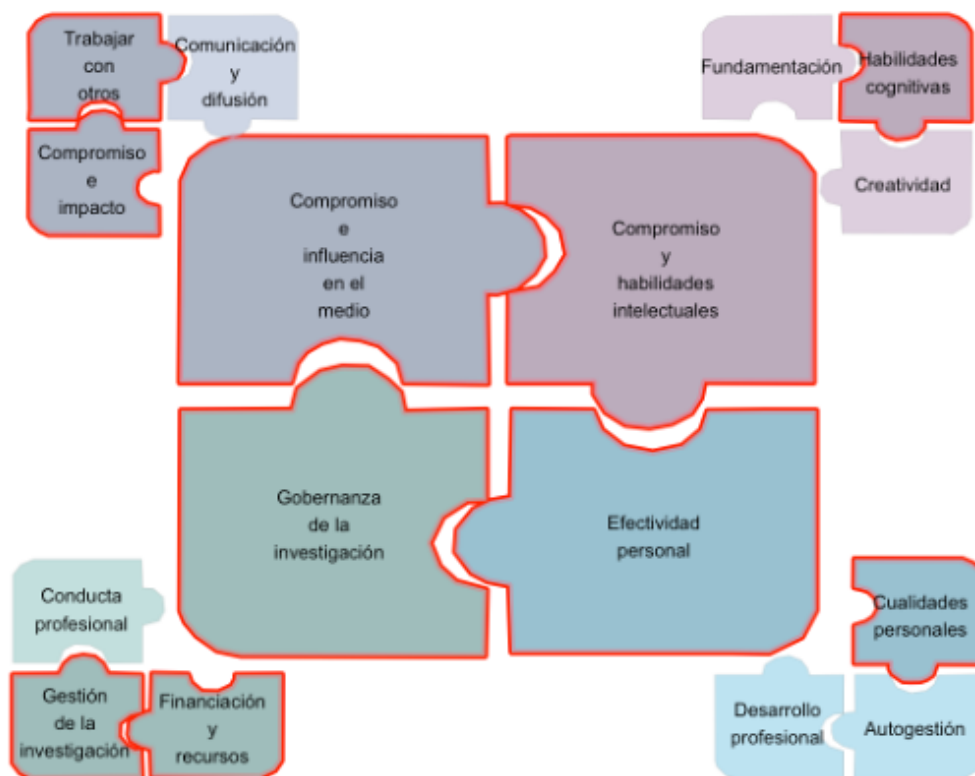 Trabajar
con
otros
Comunicación
y
difusión
Compromiso
e
impacto
Fundamentación
Habilidades
cognitivas
Creatividad
Compromiso
e
influencia
en el
medio
Compromiso
y
habilidades
intelectuales
Gobernanza
de la
investigación
Efectividad
personal
Conducta
profesional
Gestión
de la
investigación
Financiación
y
recursos
Cualidades
personales
Desarrollo
profesional
Autogestión